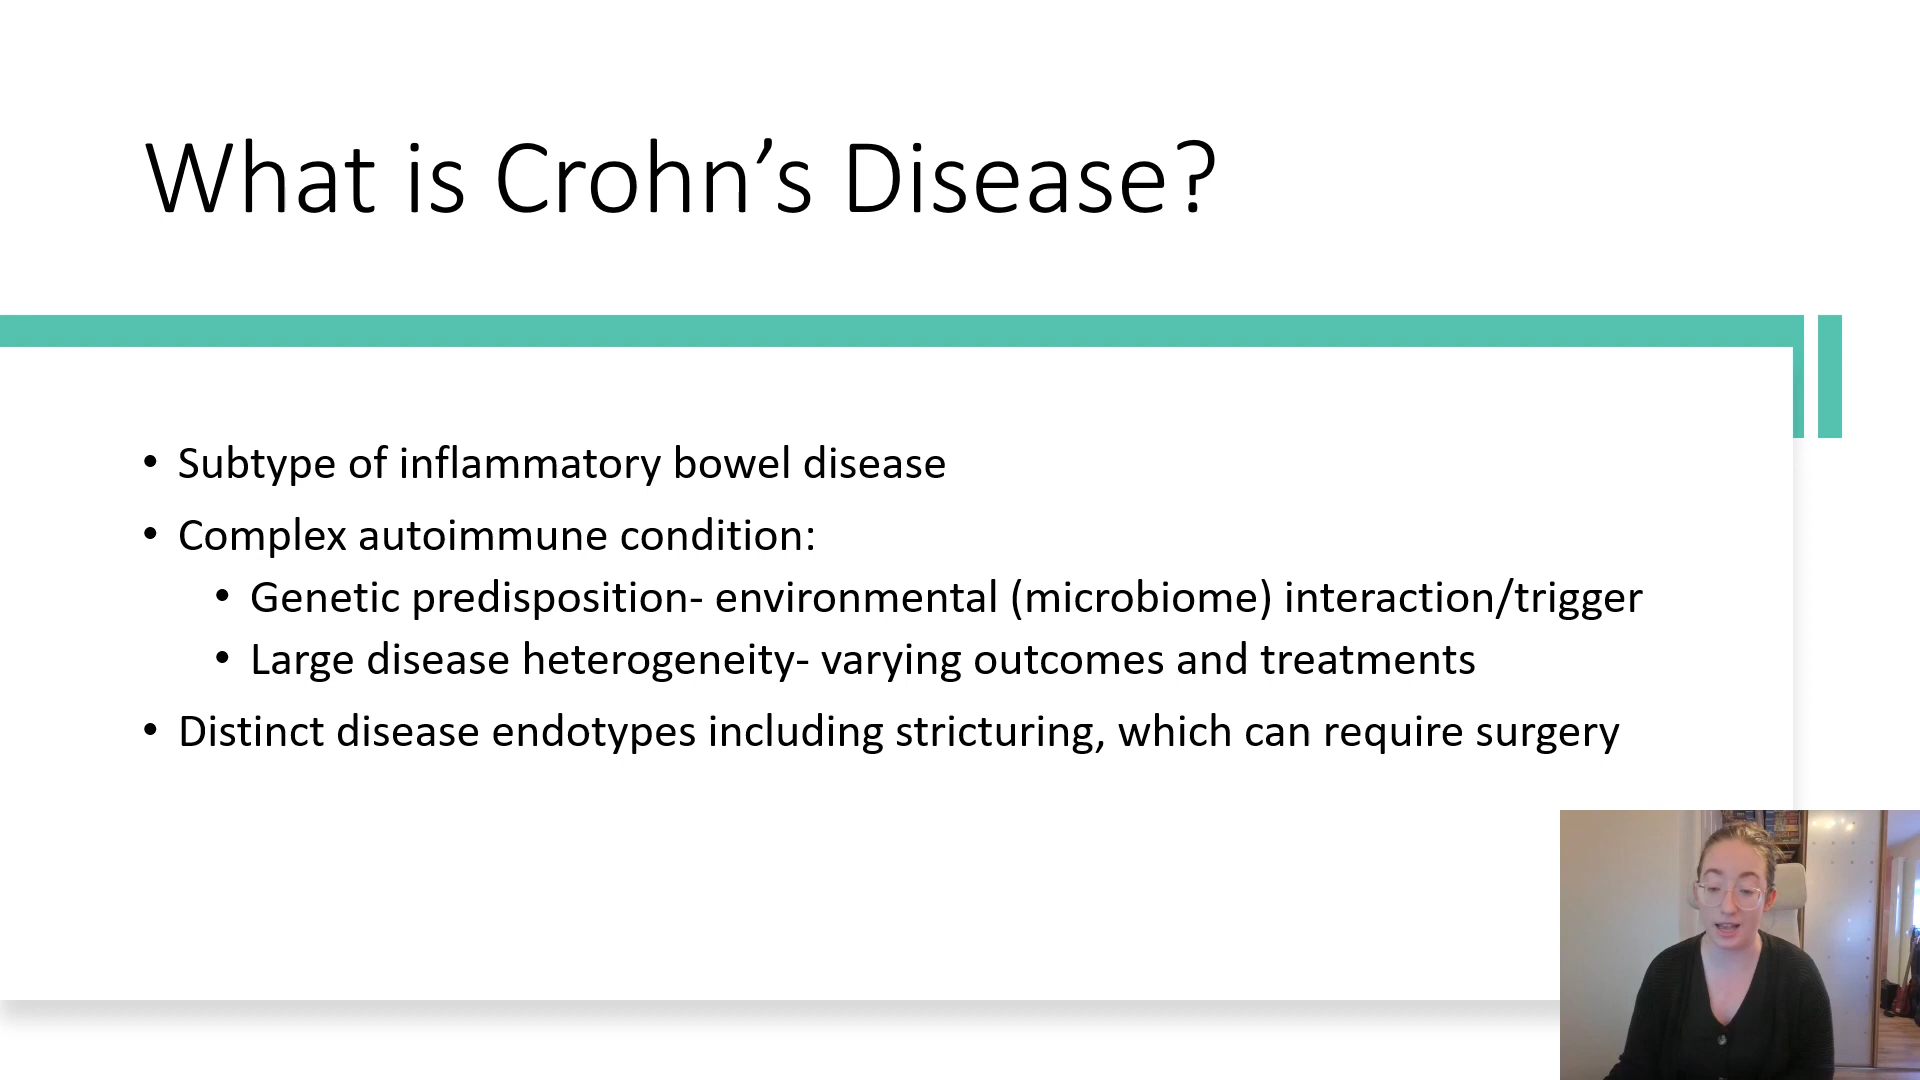 What is Crohn’s Disease?
• Subtype of inflammatory bowel disease
• Complex autoimmune condition:
• Genetic predisposition- environmental (microbiome) interaction/trigger
• Large disease heterogeneity- varying outcomes and treatments
• Distinct disease endotypes including stricturing, which can require surgery